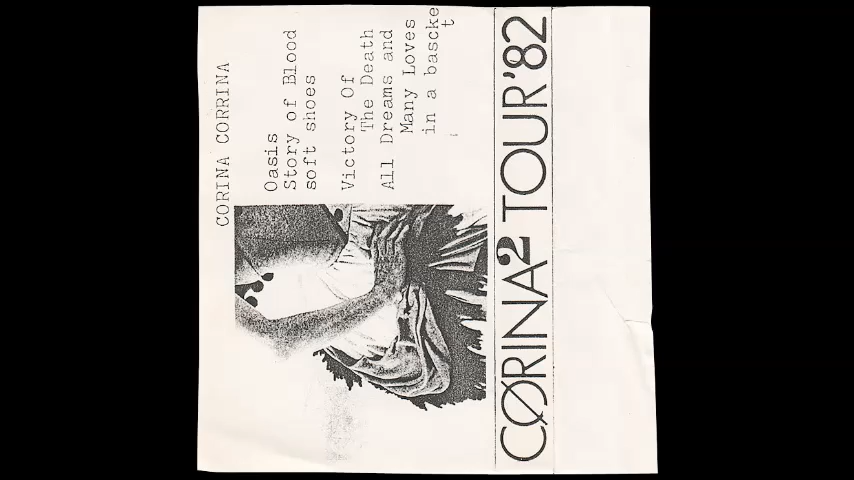 CORINA CORRINA
Oasis
Story of Blood
soft shoes
Victory Of
The Death
All Dreams and
Many Loves
in a bascke
t
CØRINA2 TOUR'82